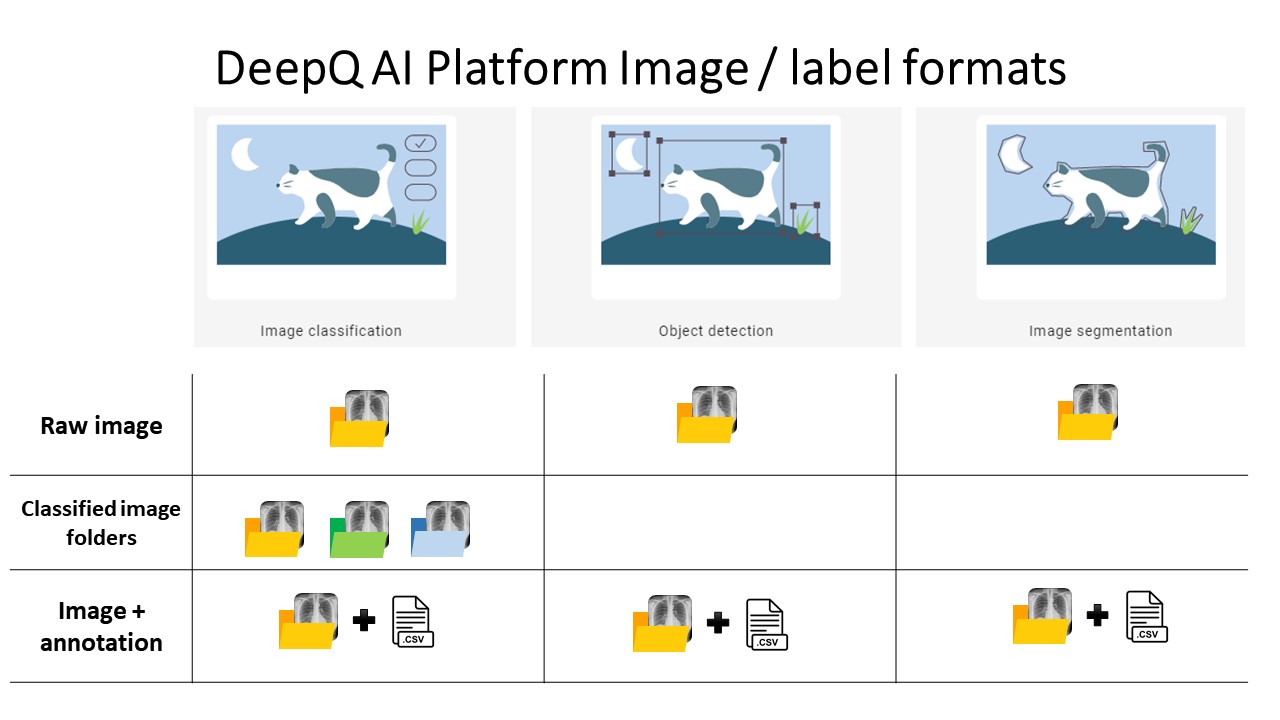 DeepQ AI Platform Image / label formats
Image classification
Object detection
Image segmentation
Raw image
Classified image
folders
Image +
annotation
.CSV
.CSV
.CSV